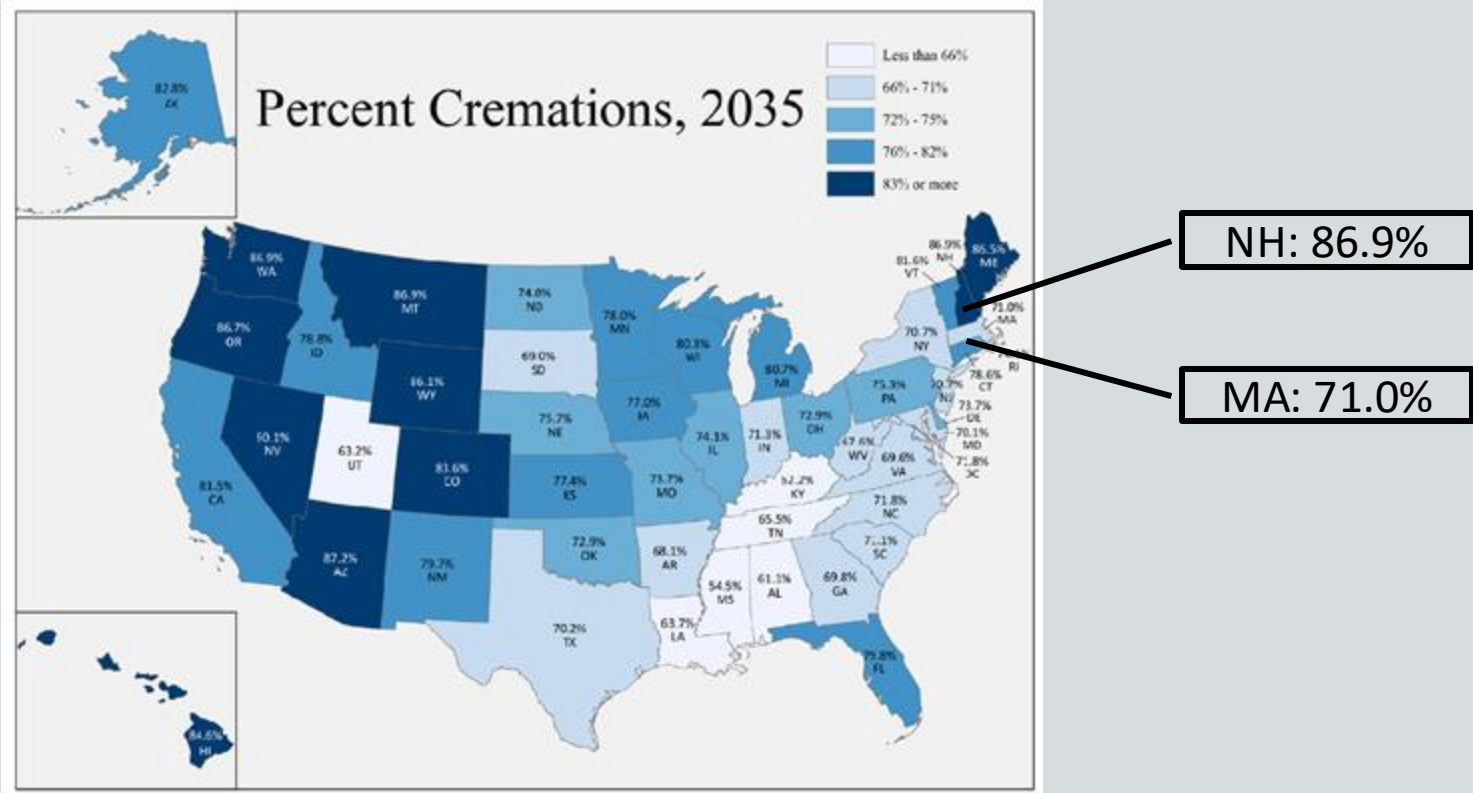 Percent Cremations, 2035
Less than 66%
66% - 71%
72% - 75%
76% - 82%
83% or more
82.8%
AK
86.9%
WA
86.7%
OR
78.8%
ID
86.9%
MT
86.1%
WY
74.0%
ND
69.0%
SD
78.0%
MN
80.3%
WI
80.7%
MI
81.6%
VT
86.9%
NH
86.5%
ME
71.0%
MA
RI
78.6%
CT
70.7%
NY
75.3%
PA
NJ
73.7%
DE
70.1%
MD
71.8%
81.5%
CA
NV
63.2%
UT
83.6%
CO
75.7%
NE
77.0%
IA
74.1%
IL
71.3%
IN
72.9%
OH
WV
69.6%
VA
77.4%
KS
MO
KY
65.5%
TN
71.8%
NC
SC
87.2%
AZ
79.7%
NM
72.9%
OK
68.1%
AR
54.5%
MS
61.1%
AL
69.8%
GA
70.2%
TX
63.7%
LA
FL
84.6%
HI
NH: 86.9%
MA: 71.0%